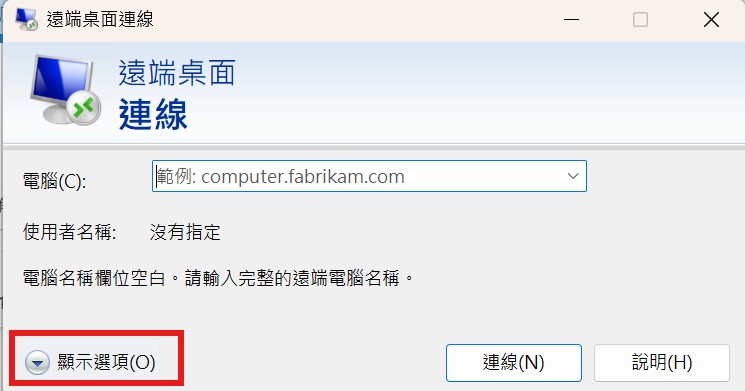 遠端桌面連線
遠端桌面
連線
電腦(C):
範例: computer.fabrikam.com
使用者名稱: 沒有指定
電腦名稱欄位空白。請輸入完整的遠端電腦名稱。
顯示選項(O)
連線(N)
說明(H)